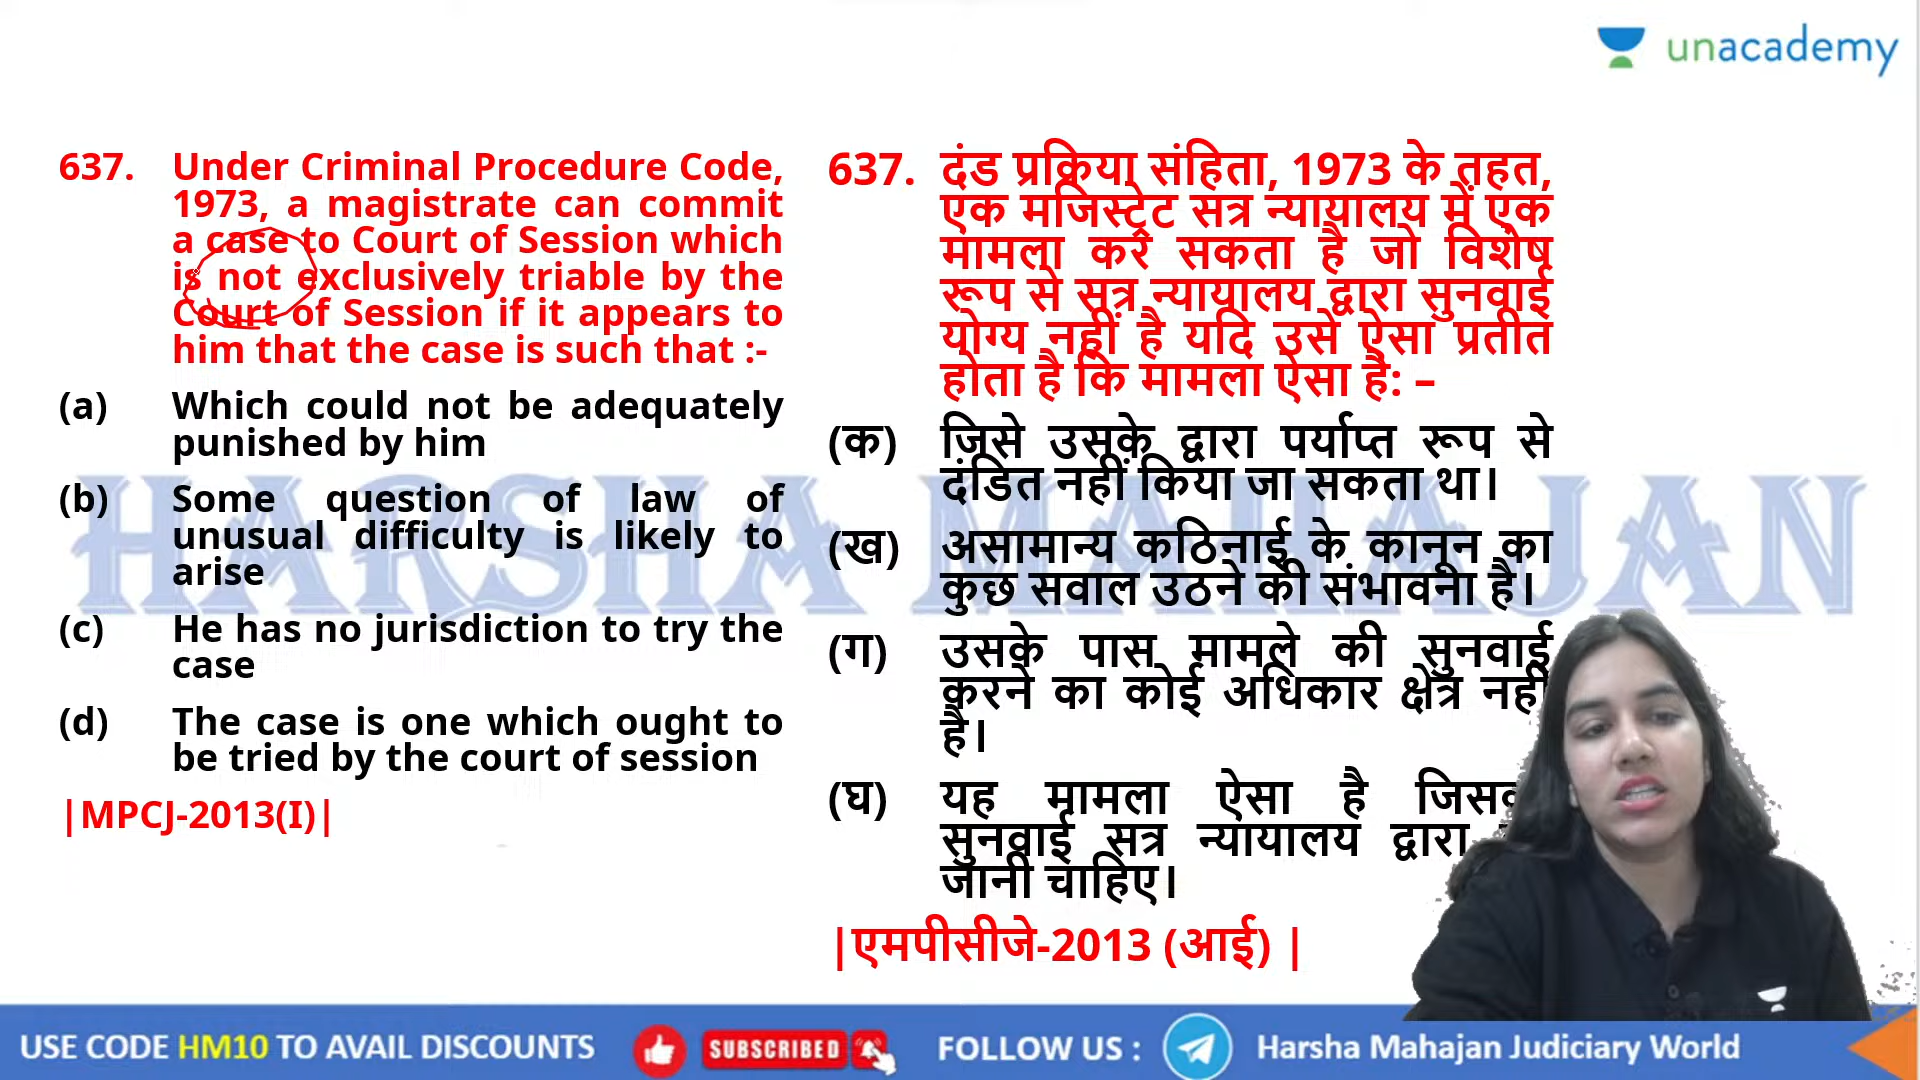 unacademy
637. Under Criminal Procedure Code,
1973, a magistrate can commit
a case to Court of Session which
is not exclusively triable by the
Court of Session if it appears to
him that the case is such that :-
(a) Which could not be adequately
punished by him
(b) Some question of law of
unusual difficulty is likely to
arise
(c) He has no jurisdiction to try the
case
(d) The case is one which ought to
be tried by the court of session
|MPCJ-2013(I)|
637. दंड प्रक्रिया संहिता, 1973 के तहत,
एक मजिस्ट्रेट सत्र न्यायालय में एक
मामला कर सकता है जो विशेष
रूप से सत्र न्यायालय द्वारा सुनवाई
योग्य नहीं है यदि उसे ऐसा प्रतीत
होता है कि मामला ऐसा है: –
(क) जिसे उसके द्वारा पर्याप्त रूप से
दंडित नहीं किया जा सकता था।
(ख) असामान्य कठिनाई के कानून का
कुछ सवाल उठने की संभावना है।
(ग) उसके पास मामले की सुनवाई
करने का कोई अधिकार क्षेत्र नहीं
है।
(घ) यह मामला ऐसा है
सुनवाई सत्र न्यायालय द्वारा
जानी चाहिए।
|एमपीसीजे-2013 (आई) |
HARSHA MAHAJAN
USE CODE HM10 TO AVAIL DISCOUNTS
SUBSCRIBED
FOLLOW US :
Harsha Mahajan Judiciary World